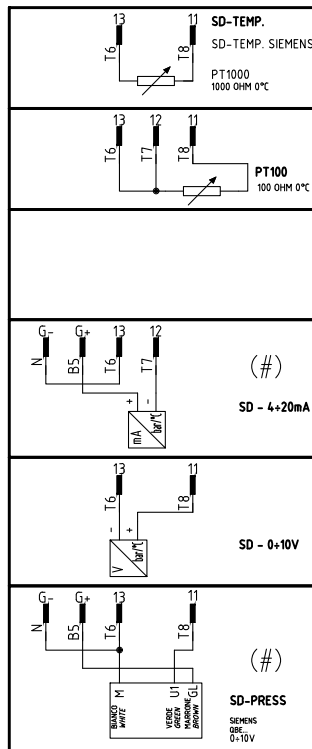 13 11 SD-TEMP.
SD-TEMP. SIEMENS
T6 T8
PT1000
1000 OHM 0°C
13 12 11
T6 T7 T8
PT100
100 OHM 0°C
G- G+ 13 12
N B5 T6 T7
(#)
+ -
mA bar/°C
SD - 4÷20mA
13 11
T6 T8
- +
V bar/°C
SD - 0÷10V
G- G+ 13 11
N B5 T6 T8
(#)
M U1 GL
BIANCO
WHITE
VERDE
GREEN
MARRONE
BROWN
SD-PRESS
SIEMENS
QBE...
0÷10V